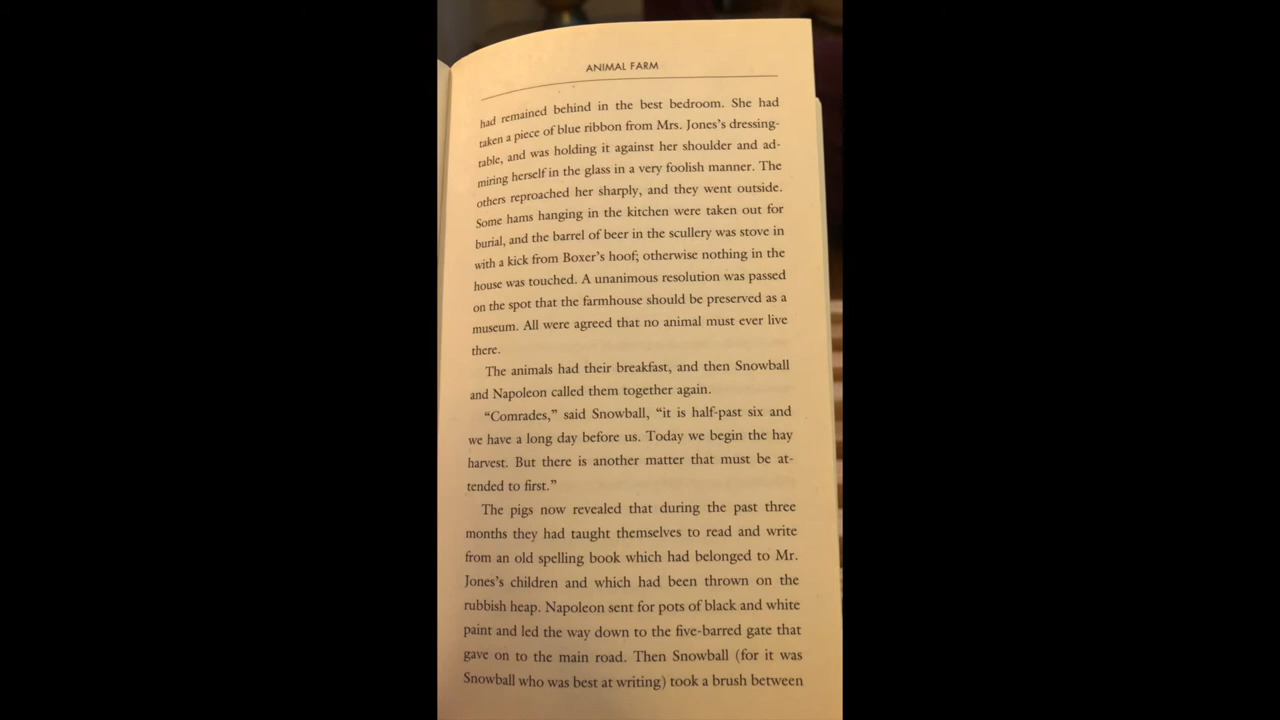 ANIMAL FARM
had remained behind in the best bedroom. She had
taken a piece of blue ribbon from Mrs. Jones's dressing-
table, and was holding it against her shoulder and ad-
miring herself in the glass in a very foolish manner. The
others reproached her sharply, and they went outside.
Some hams hanging in the kitchen were taken out for
burial, and the barrel of beer in the scullery was stove in
with a kick from Boxer's hoof; otherwise nothing in the
house was touched. A unanimous resolution was passed
on the spot that the farmhouse should be preserved as a
museum. All were agreed that no animal must ever live
there.
The animals had their breakfast, and then Snowball
and Napoleon called them together again.
“Comrades,” said Snowball, “it is half-past six and
we have a long day before us. Today we begin the hay
harvest. But there is another matter that must be at-
tended to first.”
The pigs now revealed that during the past three
months they had taught themselves to read and write
from an old spelling book which had belonged to Mr.
Jones's children and which had been thrown on the
rubbish heap. Napoleon sent for pots of black and white
paint and led the way down to the five-barred gate that
gave on to the main road. Then Snowball (for it was
Snowball who was best at writing) took a brush between